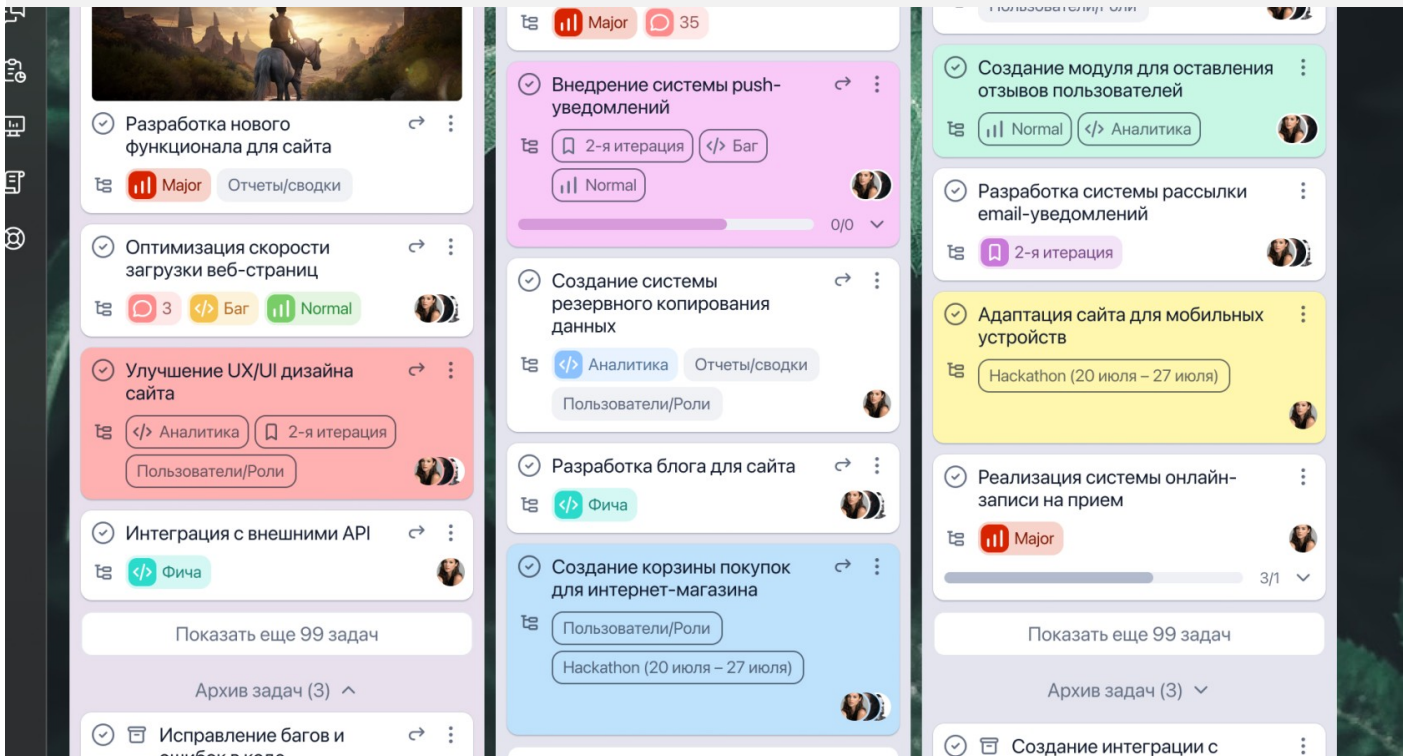 Разработка нового
функционала для сайта
Major
Отчеты/сводки
Оптимизация скорости
загрузки веб-страниц
3
Баг
Normal
Улучшение UX/UI дизайна
сайта
Аналитика
2-я итерация
Пользователи/Роли
Интеграция с внешними API
Фича
Показать еще 99 задач
Архив задач (3)
Исправление багов и
ошибок в коде
Major
35
Внедрение системы push-
уведомлений
2-я итерация
Баг
Normal
0/0
Создание системы
резервного копирования
данных
Аналитика
Отчеты/сводки
Пользователи/Роли
Разработка блога для сайта
Фича
Создание корзины покупок
для интернет-магазина
Пользователи/Роли
Hackathon (20 июля – 27 июля)
Пользователи/Роли
Создание модуля для оставления
отзывов пользователей
Normal
Аналитика
Разработка системы рассылки
email-уведомлений
2-я итерация
Адаптация сайта для мобильных
устройств
Hackathon (20 июля – 27 июля)
Реализация системы онлайн-
записи на прием
Major
3/1
Показать еще 99 задач
Архив задач (3)
Создание интеграции с